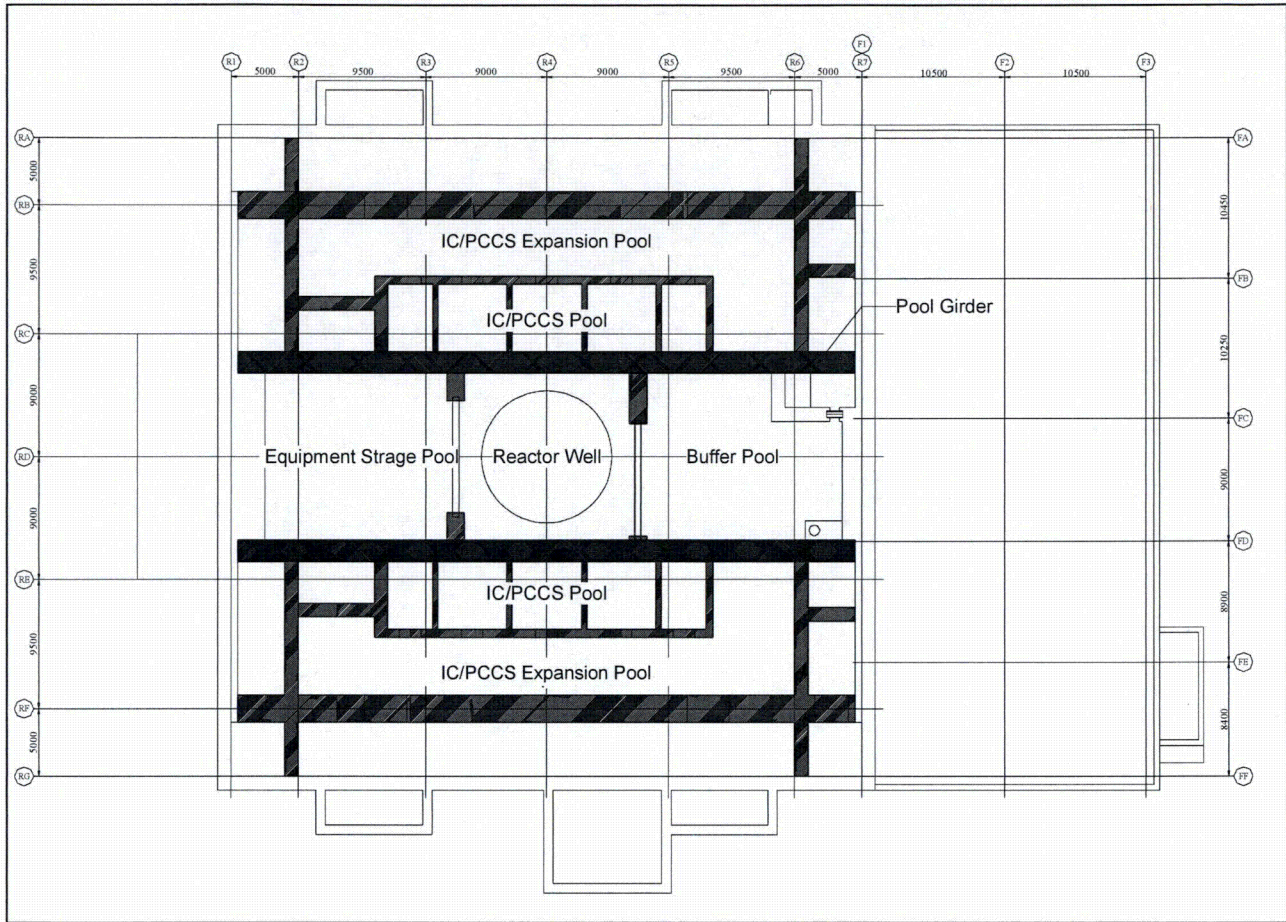 F1
R1 R2 R3 R4 R5 R6 R7 F2 F3
5000 9500 9000 9000 9500 5000 10500 10500
RA FA
5000
RB
10450
IC/PCCS Expansion Pool
9500
FB
IC/PCCS Pool
Pool Girder
RC
10250
9000
FC
Equipment Strage Pool Reactor Well Buffer Pool
RD
9000
9000
FD
RE
IC/PCCS Pool
8900
9500
IC/PCCS Expansion Pool
FE
RF
8400
5000
RG FF